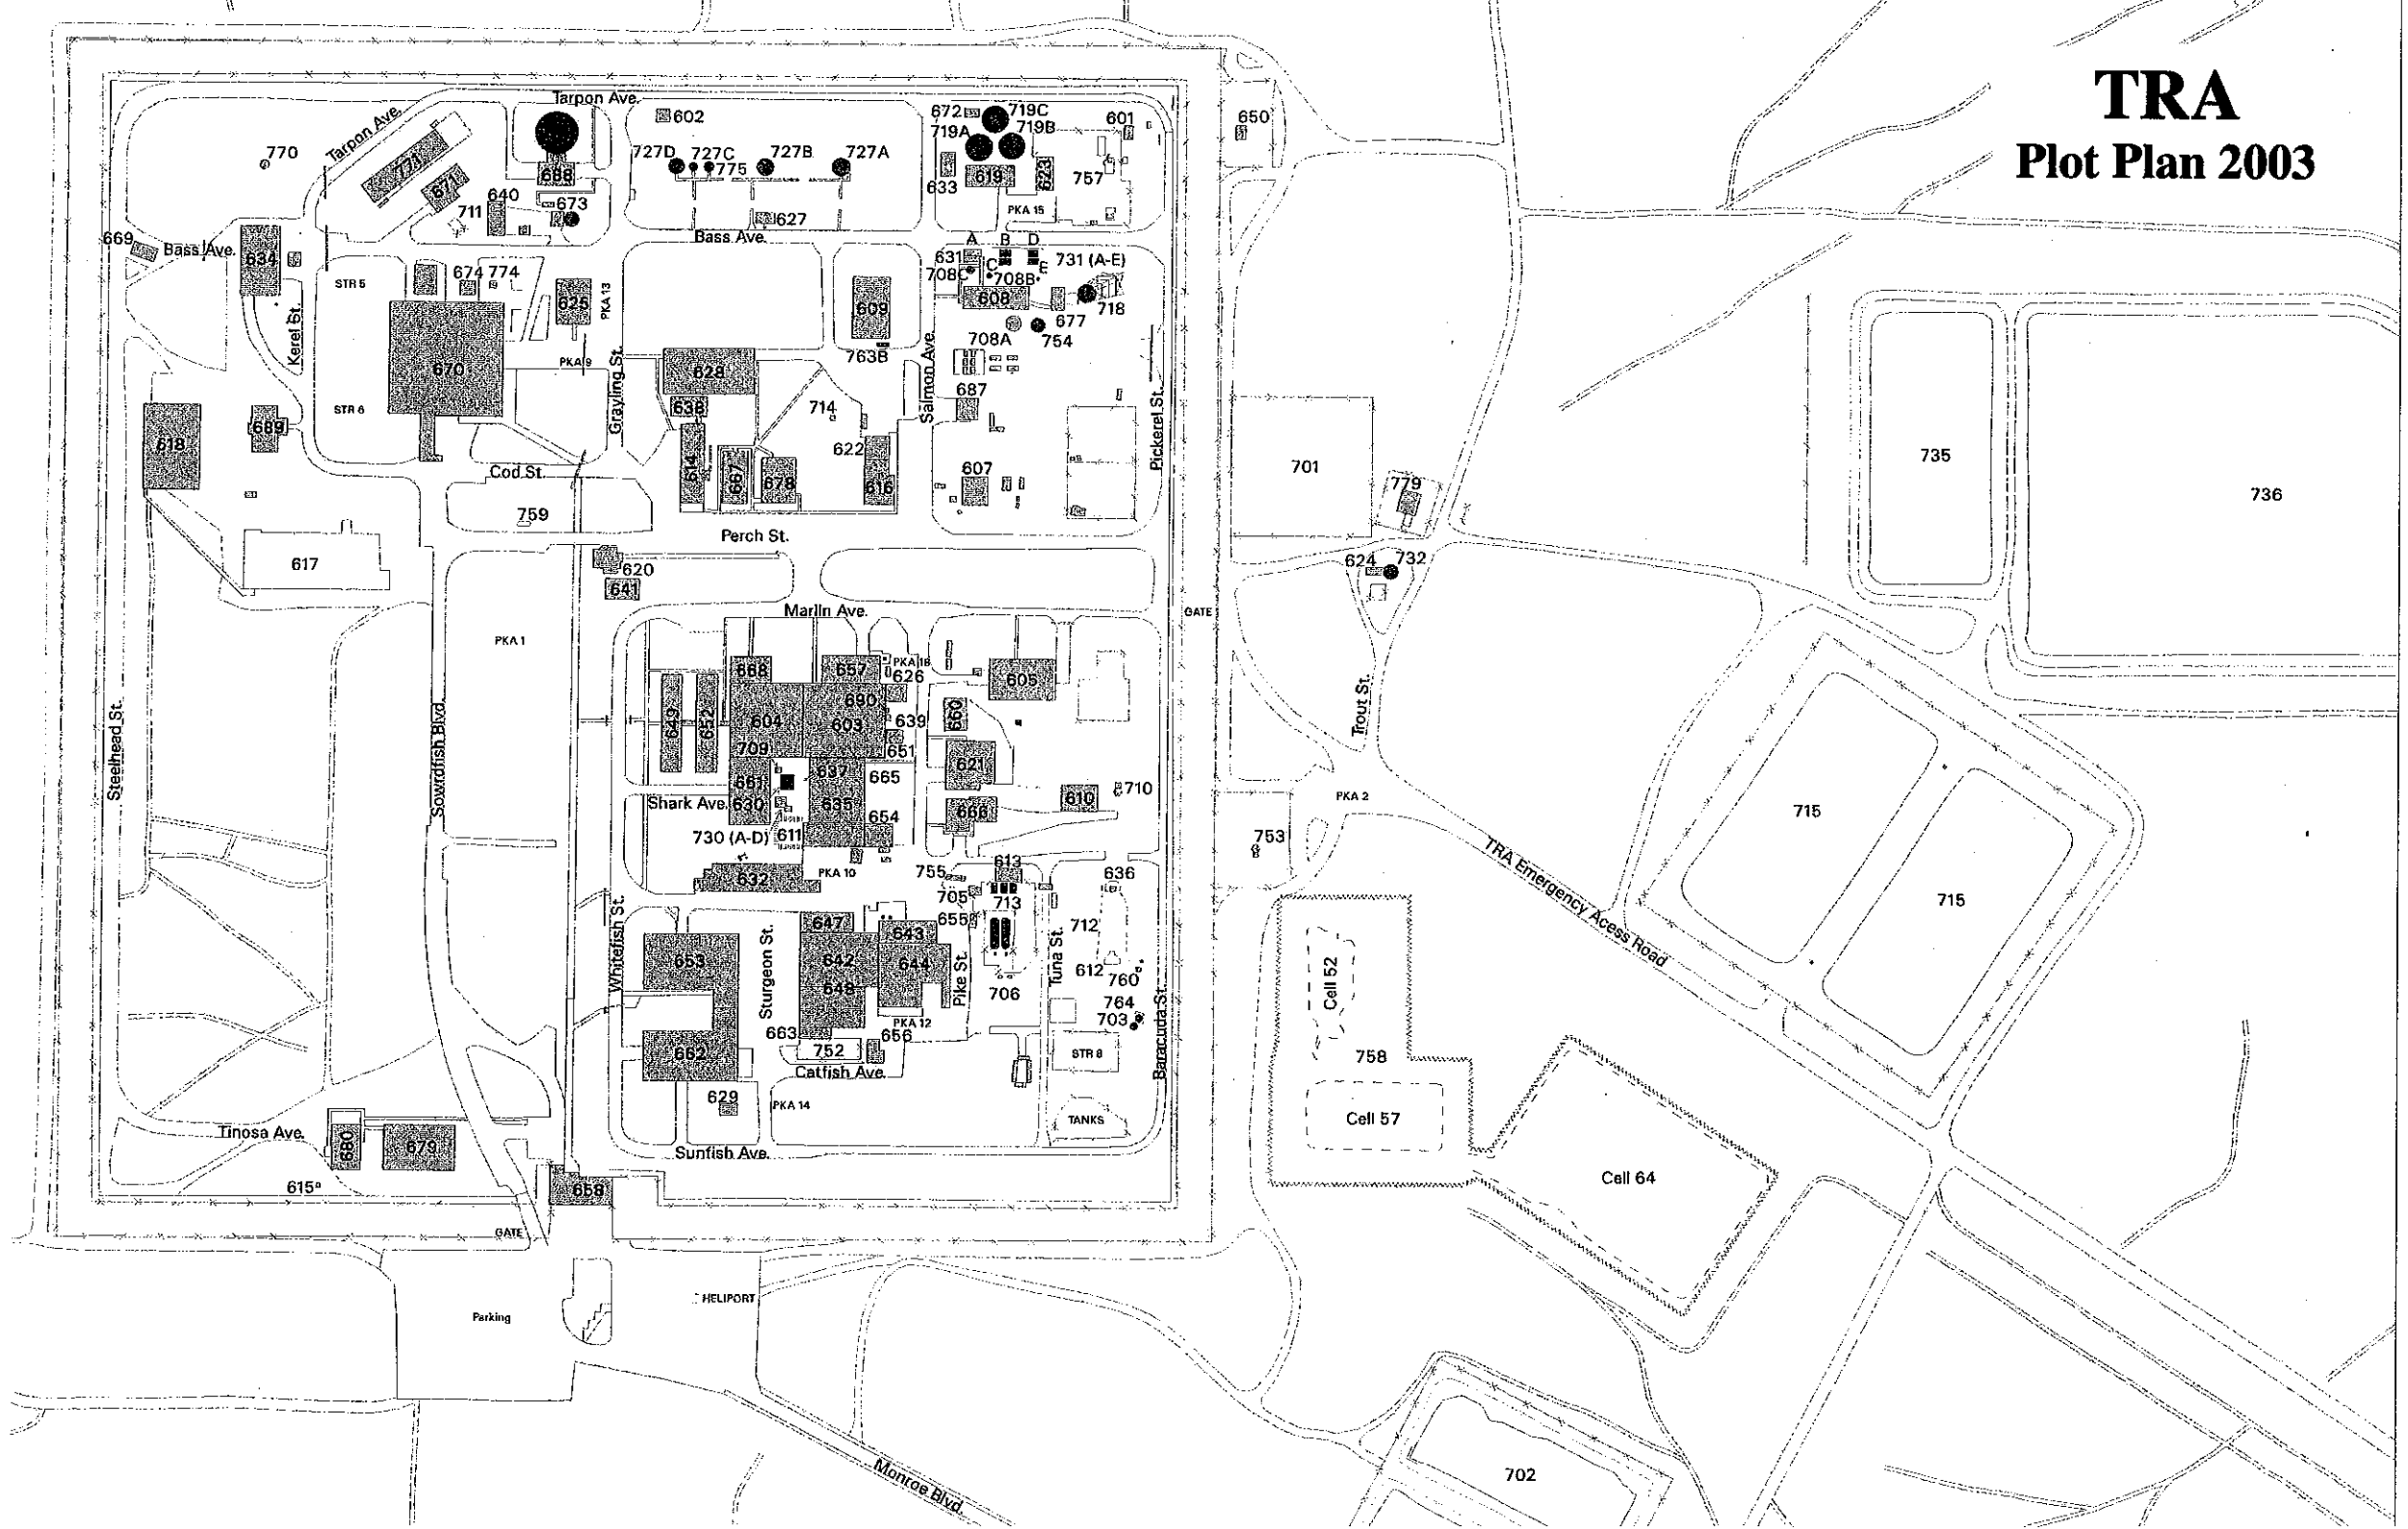 TRA
Plot Plan 2003
Tarpon Ave.
Tarpon Ave.
602
672
719C
719A
719B
601
650
770
771
671
688
727D
727C
775
727B
727A
633
619
623
757
711
640
673
627
PKA 15
669
Bass Ave.
634
Bass Ave.
A
B
D
631
C
E
731 (A-E)
708C
708B
STR 5
674
774
625
PKA 13
609
608
677
718
Kerel St.
708A
754
763B
670
PKA 9
Grayling St.
628
Salmon Ave.
687
Pickerel St.
STR 6
638
714
618
689
614
667
678
622
616
607
Cod St.
701
779
735
736
759
Perch St.
617
620
641
624
732
Marlin Ave.
GATE
PKA 1
668
657
PKA 18
626
605
649
652
604
690
603
639
660
Trout St.
709
651
Steelhead St.
Sowrdfish Blvd.
661
637
665
621
Shark Ave.
630
635
654
666
610
710
PKA 2
715
730 (A-D)
611
753
TRA Emergency Acess Road
632
PKA 10
755
613
636
705
713
655
715
Whitefish St.
Sturgeon St.
647
643
712
653
642
644
Pike St.
Tuna St.
612
760
648
706
764
703
Baracuda St.
Cell 52
663
PKA 12
656
662
752
STR 8
758
Catfish Ave.
629
PKA 14
TANKS
Cell 57
Tinosa Ave.
680
679
Sunfish Ave.
615
658
Cell 64
GATE
HELIPORT
Parking
Monroe Blvd.
702